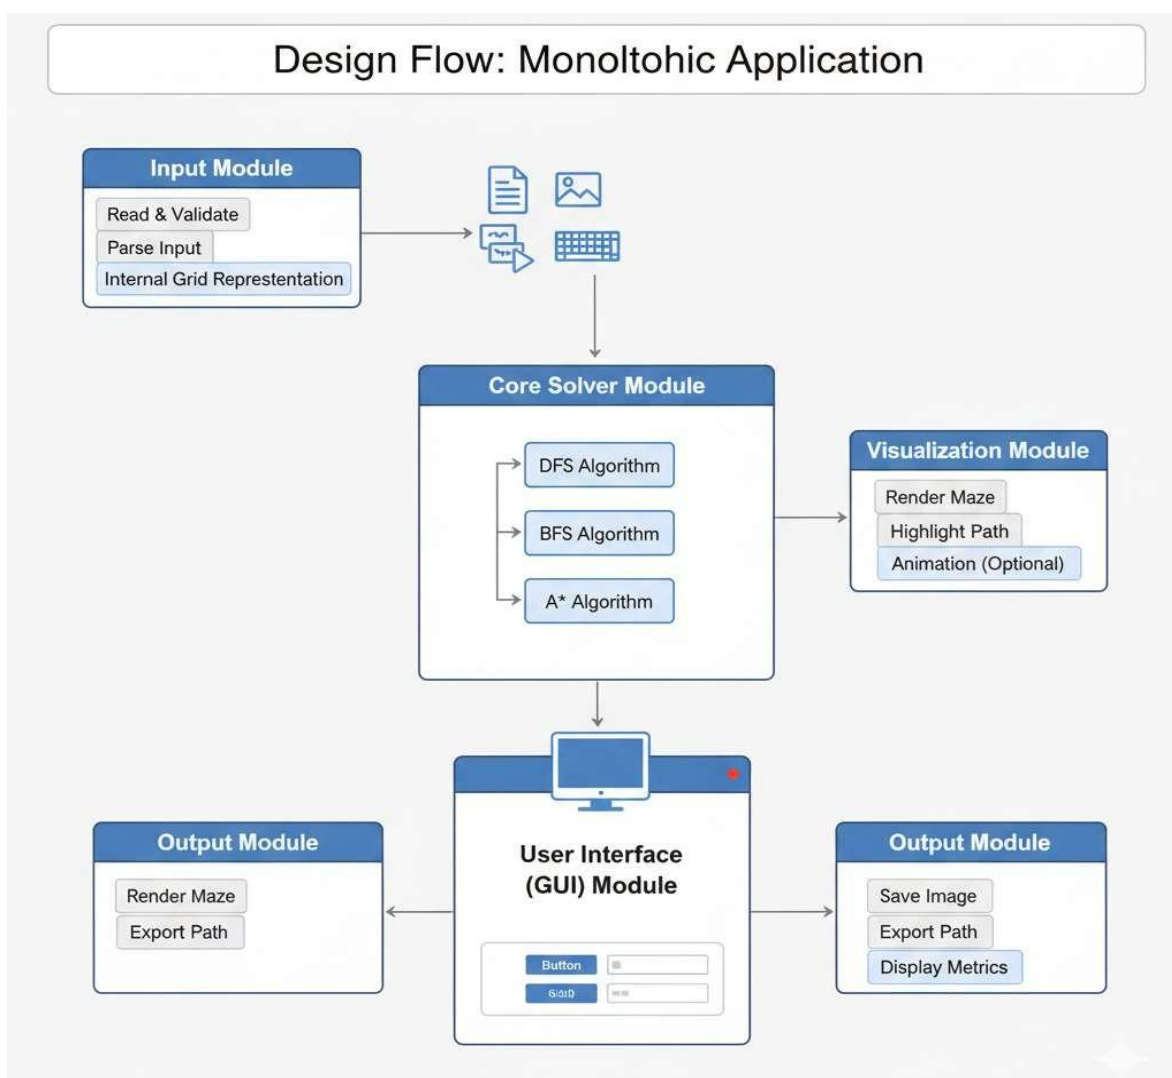 Design Flow: Monoltohic Application
Input Module
Read & Validate
Parse Input
Internal Grid Represtentation
Core Solver Module
DFS Algorithm
BFS Algorithm
A* Algorithm
Visualization Module
Render Maze
Highlight Path
Animation (Optional)
User Interface
(GUI) Module
Button
Output Module
Render Maze
Export Path
Output Module
Save Image
Export Path
Display Metrics